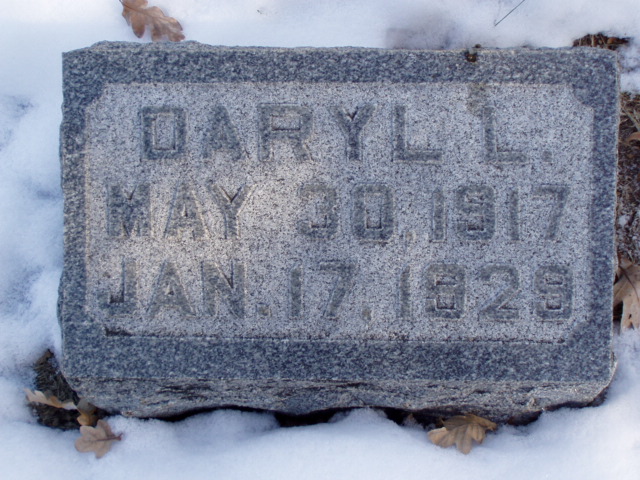 DARYL L.
MAY 30, 1917
JAN. 17, 1929